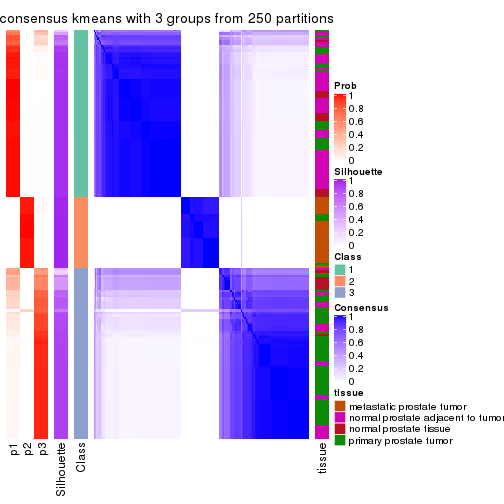 consensus kmeans with 3 groups from 250 partitions
Prob
1
0.8
0.6
0.4
0.2
0
Silhouette
1
0.8
0.6
0.4
0.2
0
Class
1
2
3
Consensus
1
0.8
0.6
0.4
0.2
0
tissue
metastatic prostate tumor
normal prostate adjacent to tumor
normal prostate tissue
primary prostate tumor
p1
p2
p3
Silhouette
Class
tissue